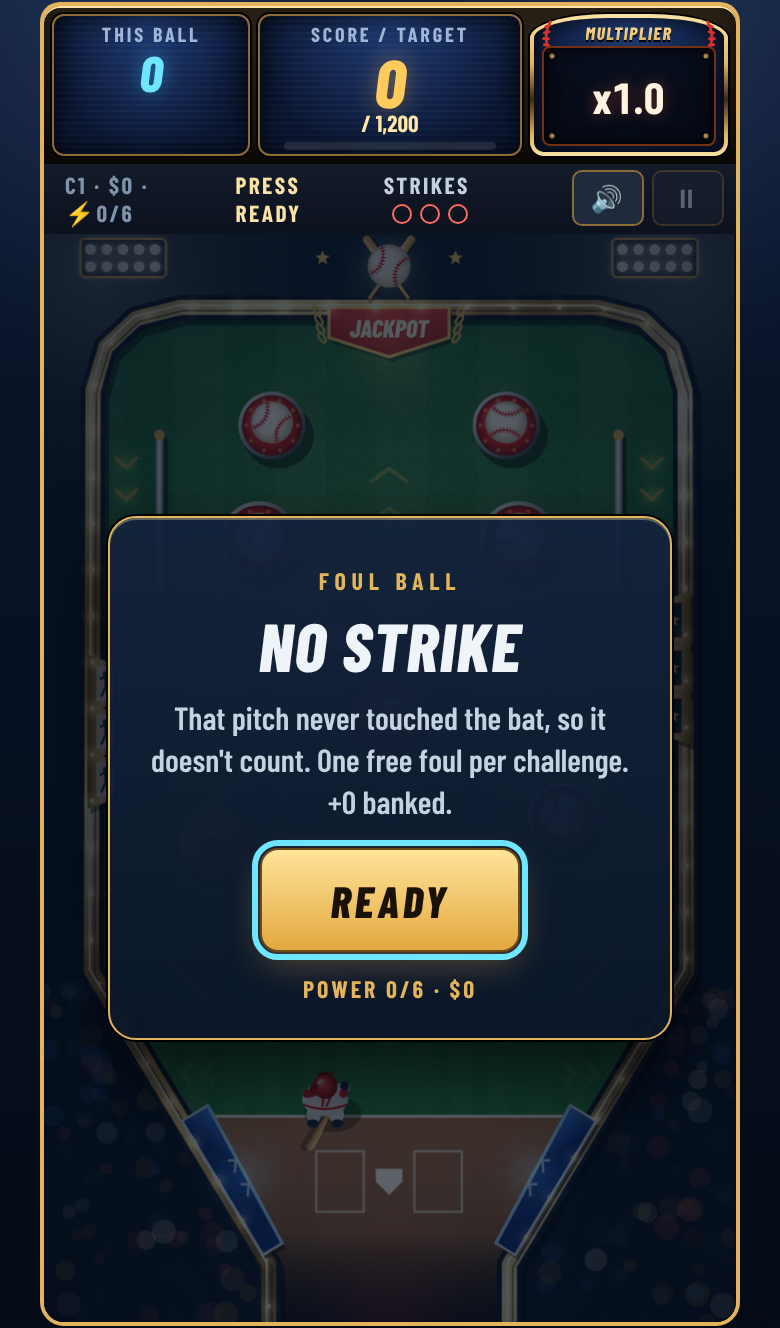 THIS BALL
0
SCORE / TARGET
0
/ 1,200
MULTIPLIER
x1.0
C1 · $0 ·
⚡0/6
PRESS
READY
STRIKES
JACKPOT
FOUL BALL
NO STRIKE
That pitch never touched the bat, so it
doesn't count. One free foul per challenge.
+0 banked.
READY
POWER 0/6 · $0